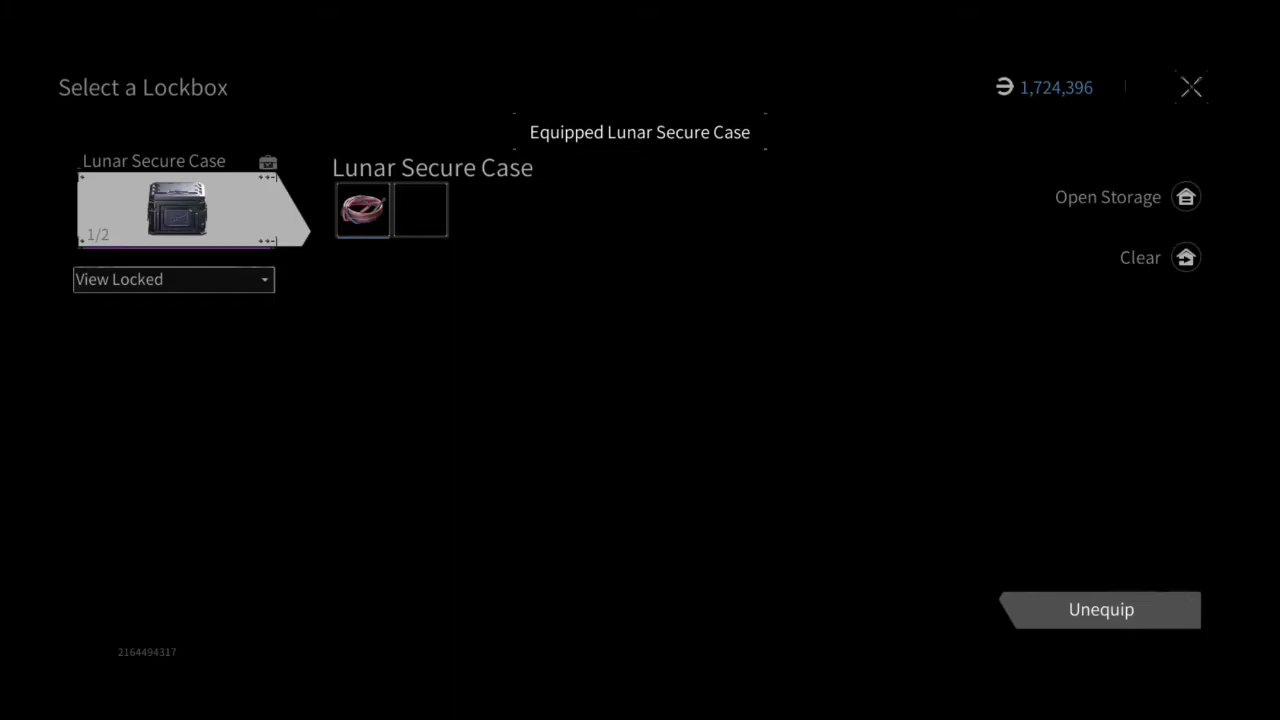 Select a Lockbox
1,724,396
Equipped Lunar Secure Case
Lunar Secure Case
Lunar Secure Case
1/2
View Locked
Open Storage
Clear
Unequip
2164494317